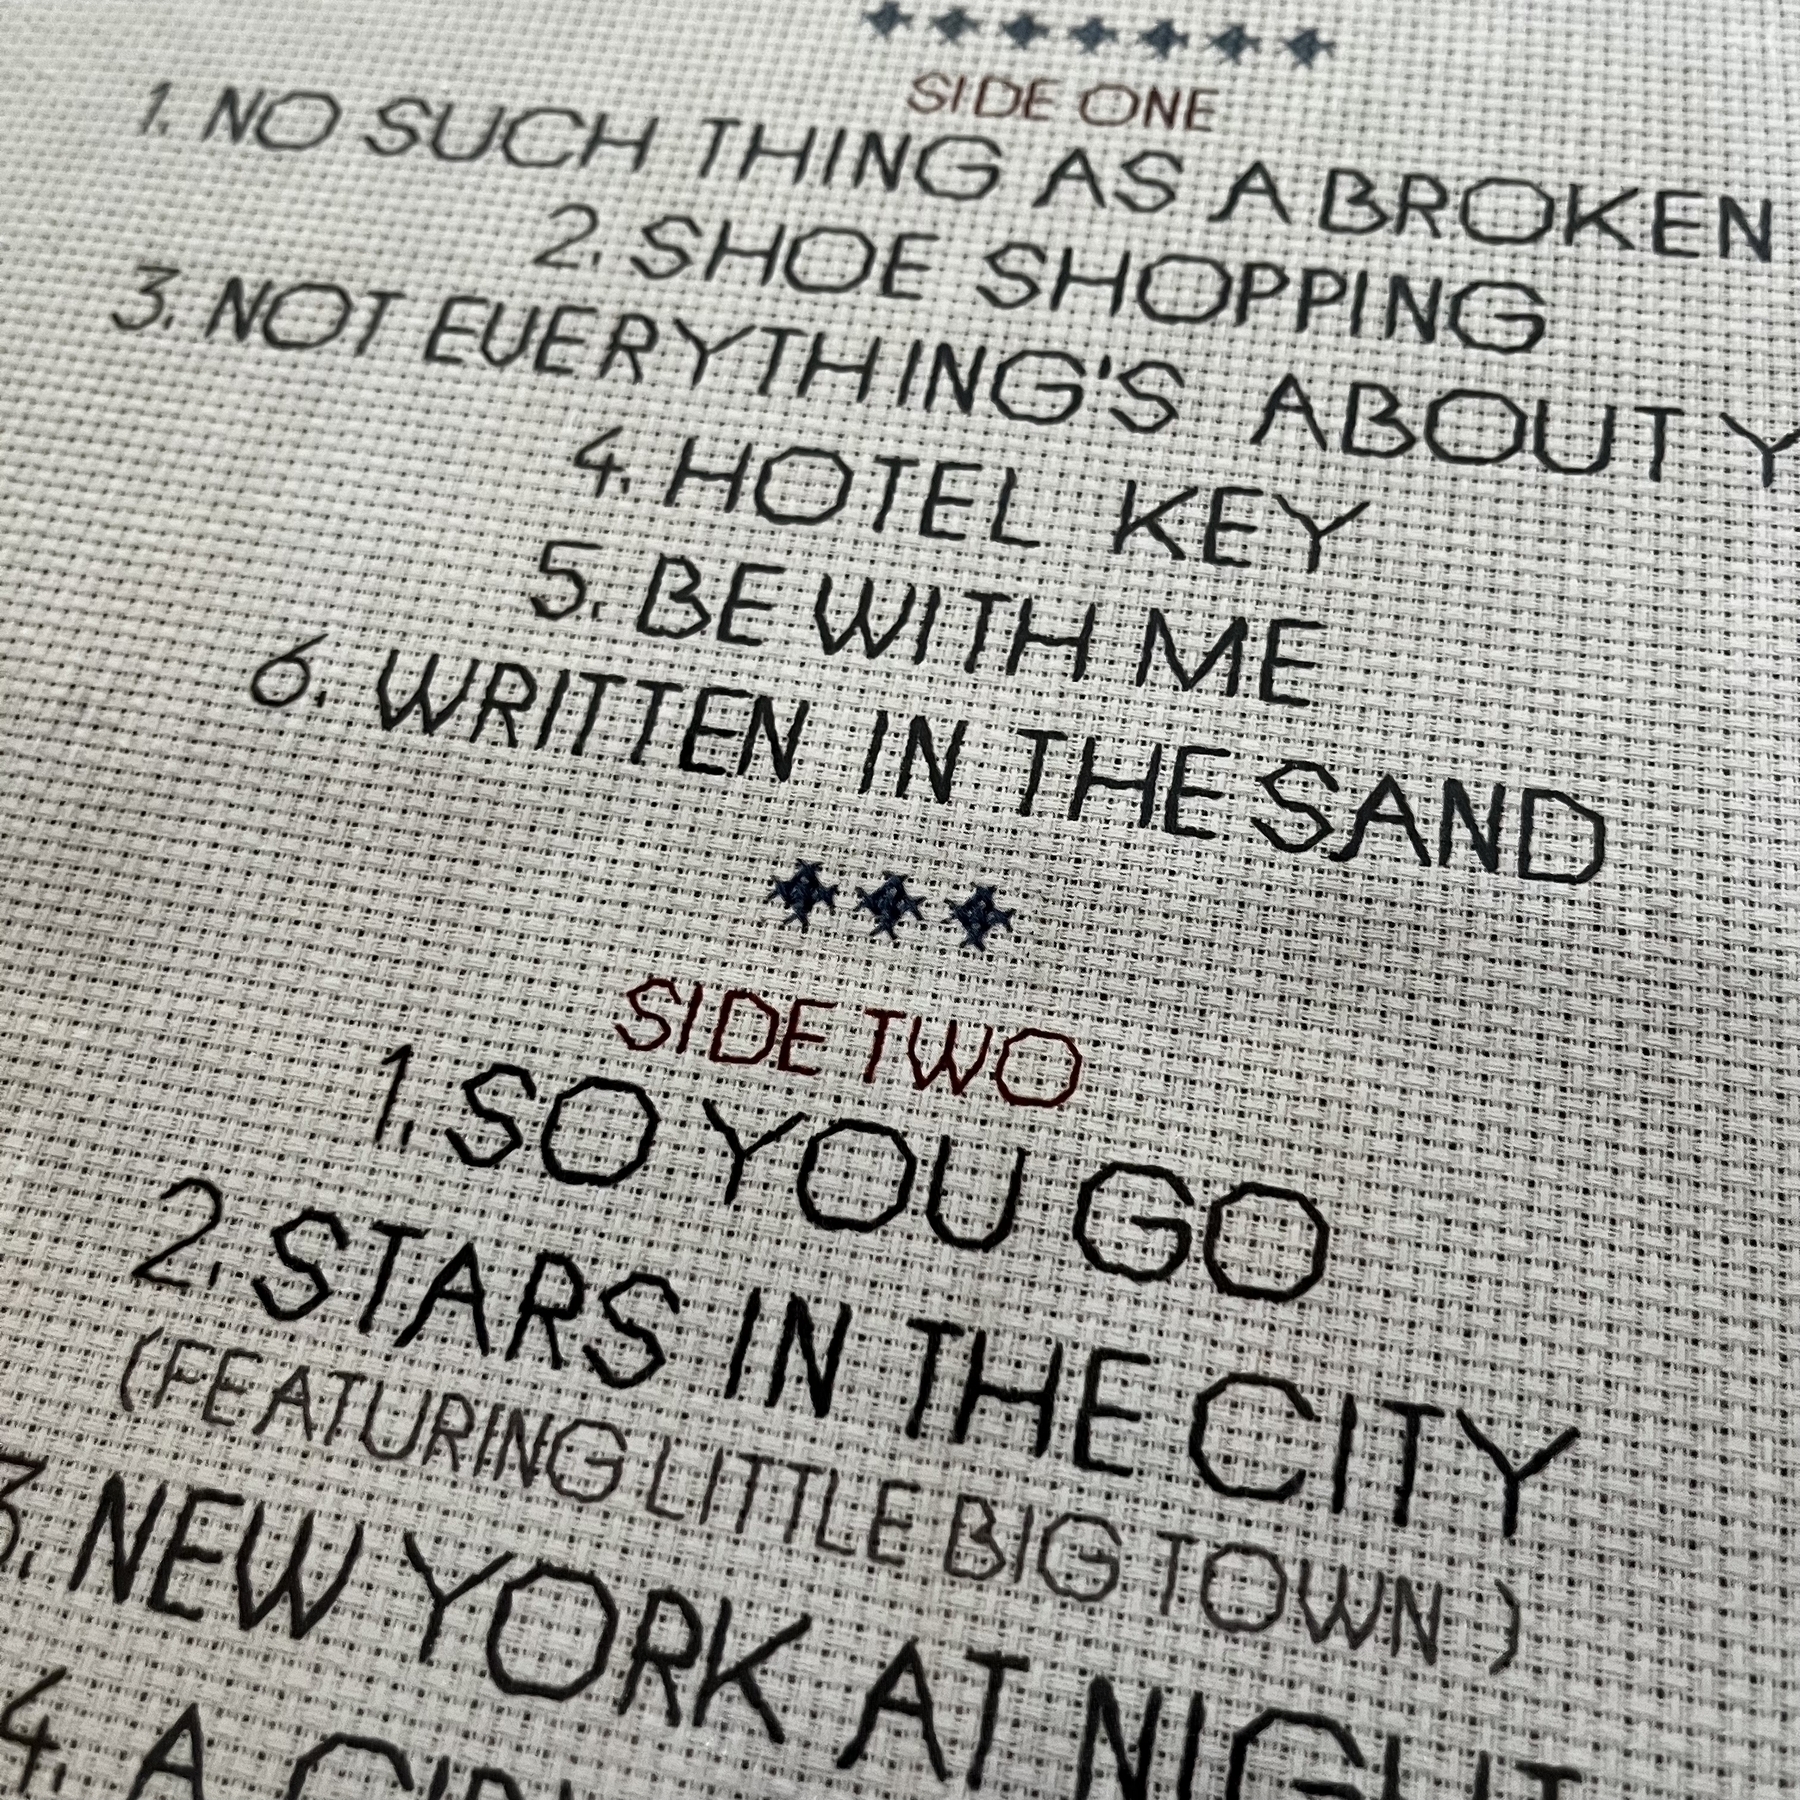 SIDE ONE
1. NO SUCH THING AS A BROKEN
2. SHOE SHOPPING
3. NOT EVERYTHING'S ABOUT Y
4. HOTEL KEY
5. BE WITH ME
6. WRITTEN IN THE SAND
SIDE TWO
1. SO YOU GO
2. STARS IN THE CITY
(FEATURING LITTLE BIG TOWN)
3. NEW YORK AT NIGHT
4. A